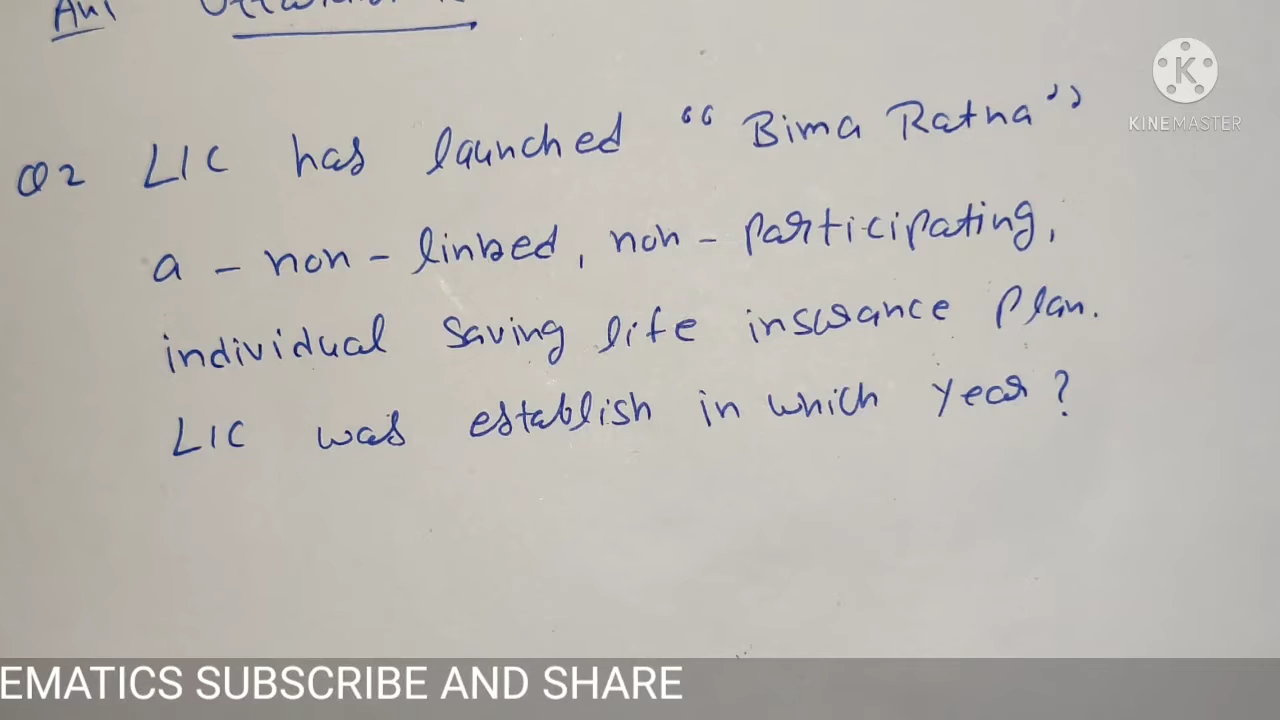 Ans
Q2 LIC has launched "Bima Ratna"
a - non - linked, non - participating,
individual saving life insurance plan.
LIC was establish in which year?
KINEMASTER
EMATICS SUBSCRIBE AND SHARE